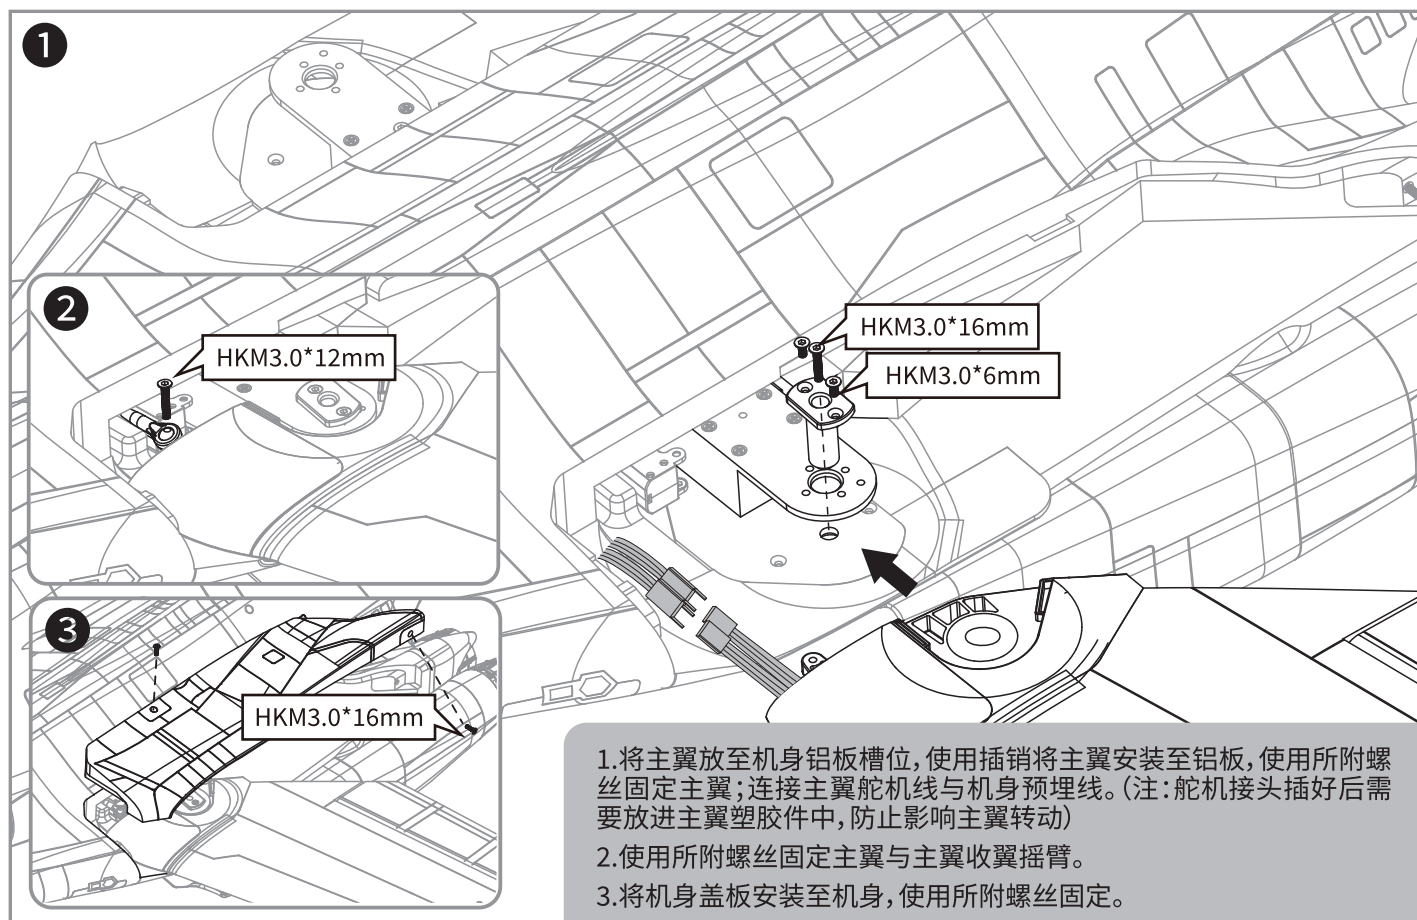 1
HKM3.0*16mm
HKM3.0*6mm
2
HKM3.0*12mm
3
HKM3.0*16mm
1.将主翼放至机身铝板槽位,使用插销将主翼安装至铝板,使用所附螺
丝固定主翼;连接主翼舵机线与机身预埋线。(注:舵机接头插好后需
要放进主翼塑胶件中,防止影响主翼转动)
2.使用所附螺丝固定主翼与主翼收翼摇臂。
3.将机身盖板安装至机身,使用所附螺丝固定。